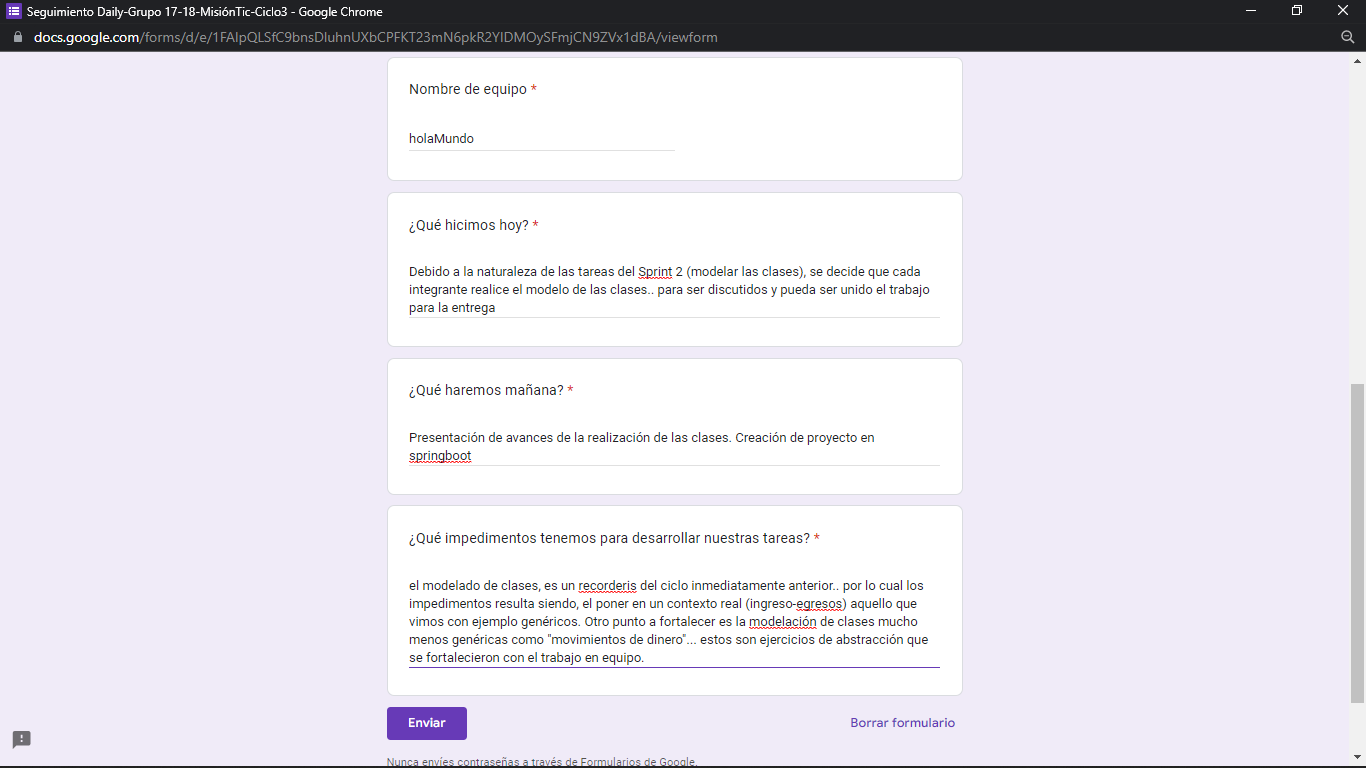 Seguimiento Daily-Grupo 17-18-MisiónTic-Ciclo3 - Google Chrome
docs.google.com/forms/d/e/1FAIpQLSfC9bnsDluhnUXbCPFKT23mN6pkR2YIDMOySFmjCN9ZVx1dBA/viewform
Nombre de equipo *
holaMundo
¿Qué hicimos hoy? *
Debido a la naturaleza de las tareas del Sprint 2 (modelar las clases), se decide que cada
integrante realice el modelo de las clases.. para ser discutidos y pueda ser unido el trabajo
para la entrega
¿Qué haremos mañana? *
Presentación de avances de la realización de las clases. Creación de proyecto en
springboot
¿Qué impedimentos tenemos para desarrollar nuestras tareas? *
el modelado de clases, es un recorderis del ciclo inmediatamente anterior.. por lo cual los
impedimentos resulta siendo, el poner en un contexto real (ingreso-egresos) aquello que
vimos con ejemplo genéricos. Otro punto a fortalecer es la modelación de clases mucho
menos genéricas como "movimientos de dinero"... estos son ejercicios de abstracción que
se fortalecieron con el trabajo en equipo.
Enviar
Borrar formulario
Nunca envíes contraseñas a través de Formularios de Google.